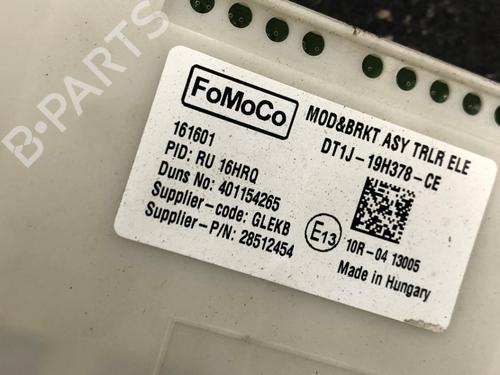 B-PARTS
FoMoCo
MOD&BRKT ASY TRLR ELE
DT1J-19H378-CE
161601
PID: RU 16HRQ
Duns No: 401154265
Supplier-code: GLEKB
Supplier-P/N: 28512454
E13
10R-04 13005
Made in Hungary